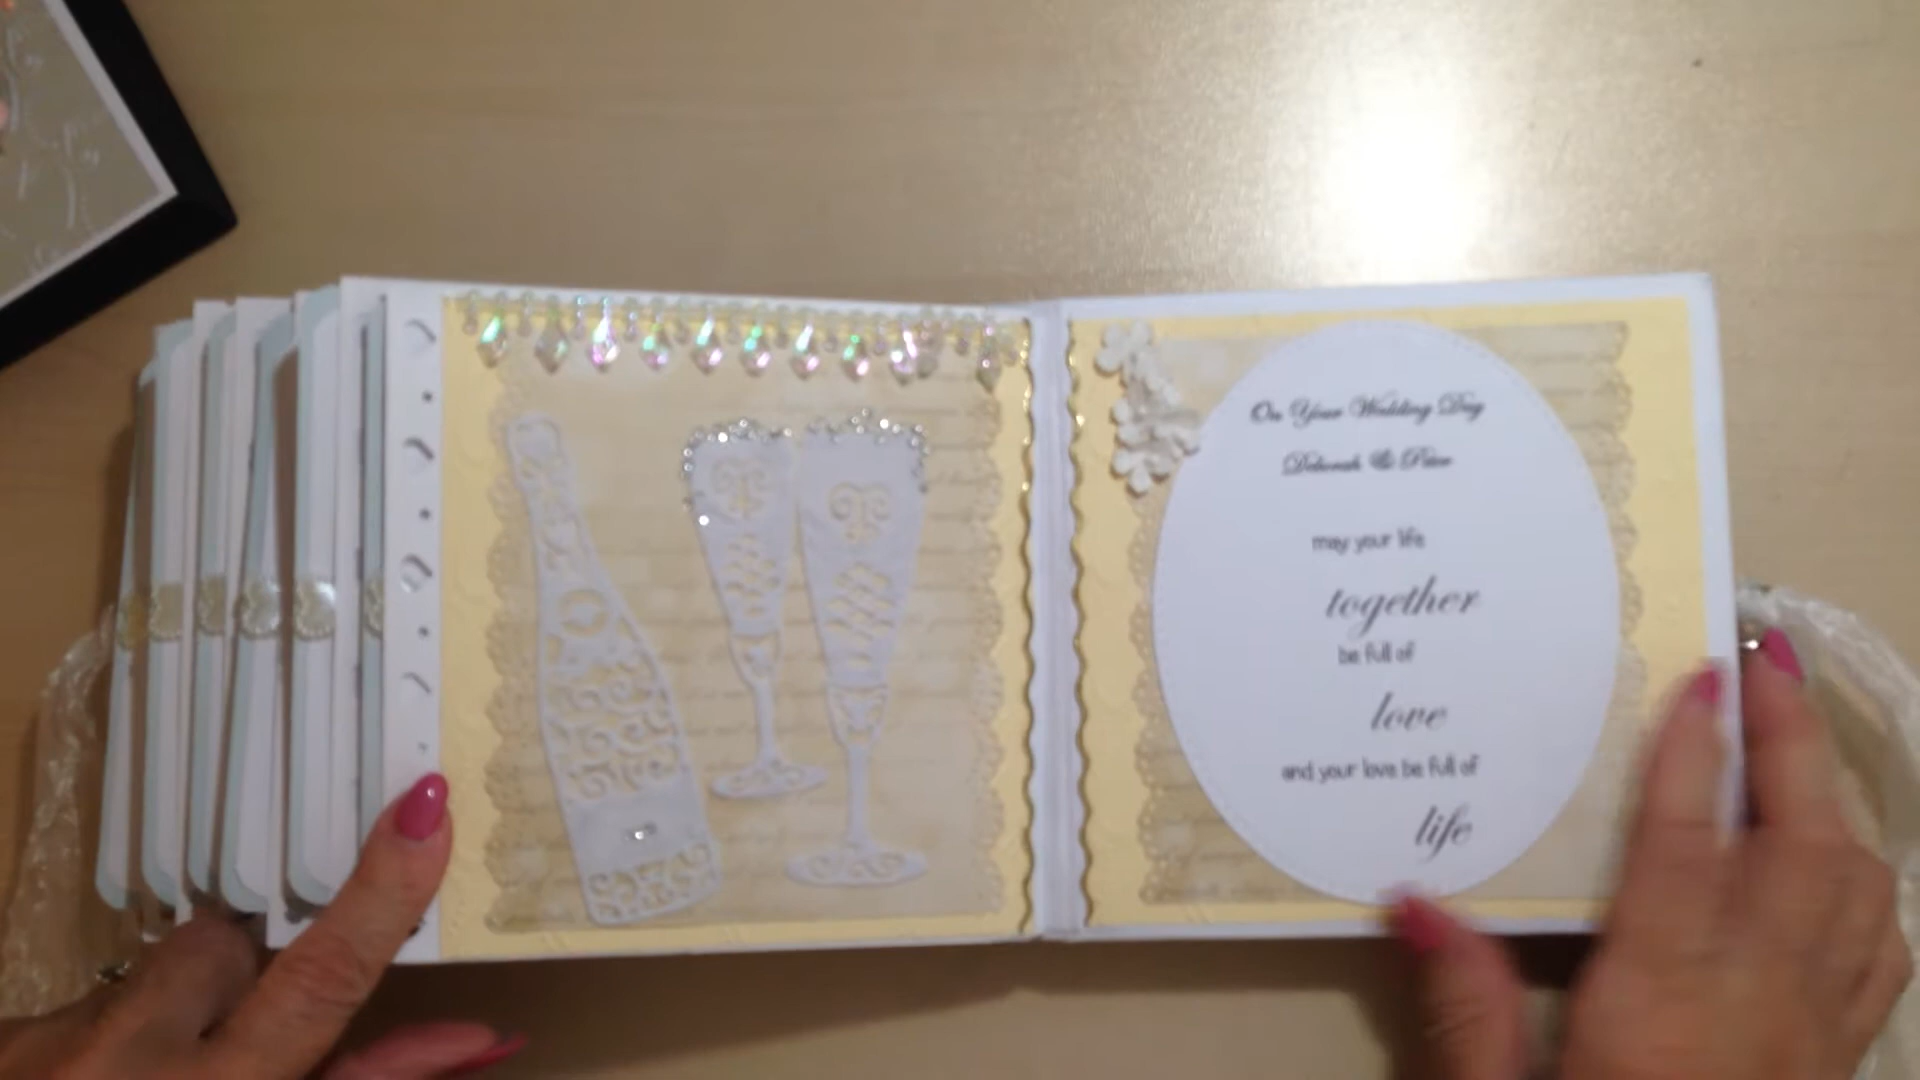 On Your Wedding Day
Deborah &
may your life
together
be full of
love
and your love be full of
life